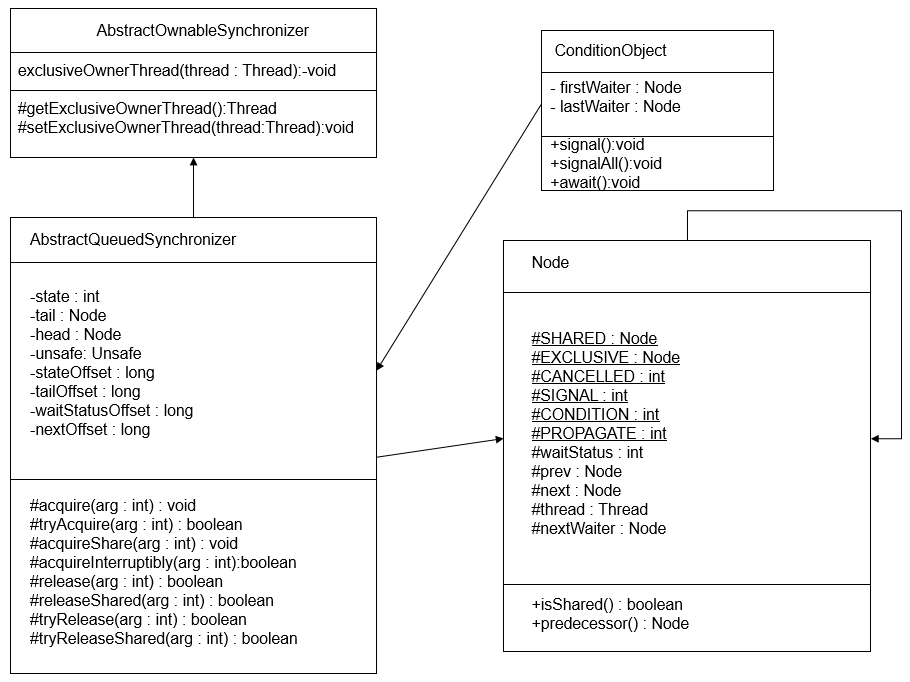 AbstractOwnableSynchronizer
exclusiveOwnerThread(thread : Thread):-void
#getExclusiveOwnerThread():Thread
#setExclusiveOwnerThread(thread:Thread):void
ConditionObject
- firstWaiter : Node
- lastWaiter : Node
+signal():void
+signalAll():void
+await():void
AbstractQueuedSynchronizer
-state : int
-tail : Node
-head : Node
-unsafe: Unsafe
-stateOffset : long
-tailOffset : long
-waitStatusOffset : long
-nextOffset : long
#acquire(arg : int) : void
#tryAcquire(arg : int) : boolean
#acquireShare(arg : int) : void
#acquireInterruptibly(arg : int):boolean
#release(arg : int) : boolean
#releaseShared(arg : int) : boolean
#tryRelease(arg : int) : boolean
#tryReleaseShared(arg : int) : boolean
Node
#SHARED : Node
#EXCLUSIVE : Node
#CANCELLED : int
#SIGNAL : int
#CONDITION : int
#PROPAGATE : int
#waitStatus : int
#prev : Node
#next : Node
#thread : Thread
#nextWaiter : Node
+isShared() : boolean
+predecessor() : Node